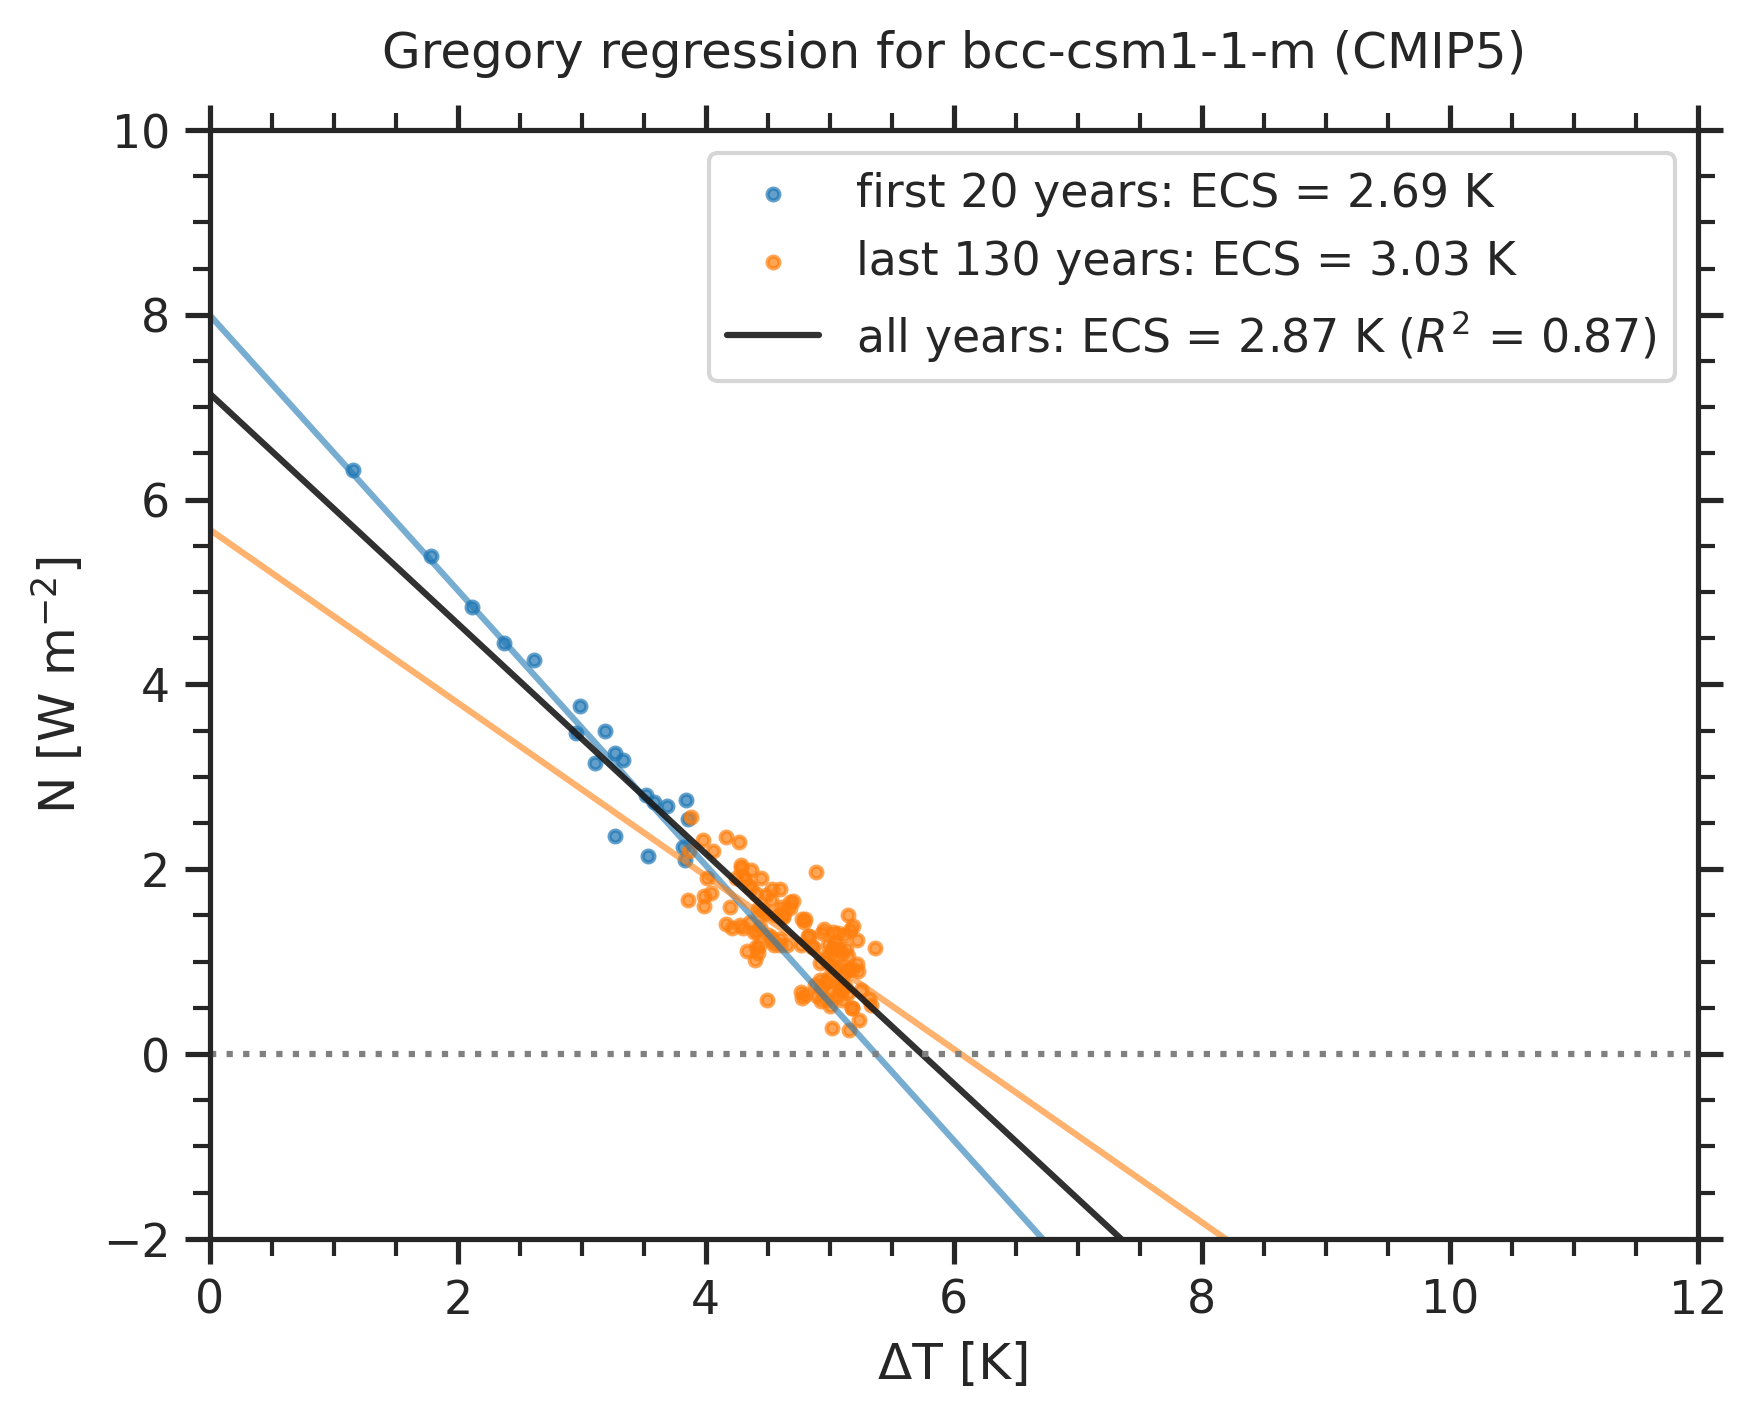 Gregory regression for bcc-csm1-1-m (CMIP5)
first 20 years: ECS = 2.69 K
last 130 years: ECS = 3.03 K
all years: ECS = 2.87 K (R² = 0.87)
N [W m⁻²]
10
8
6
4
2
0
−2
0 2 4 6 8 10 12
ΔT [K]